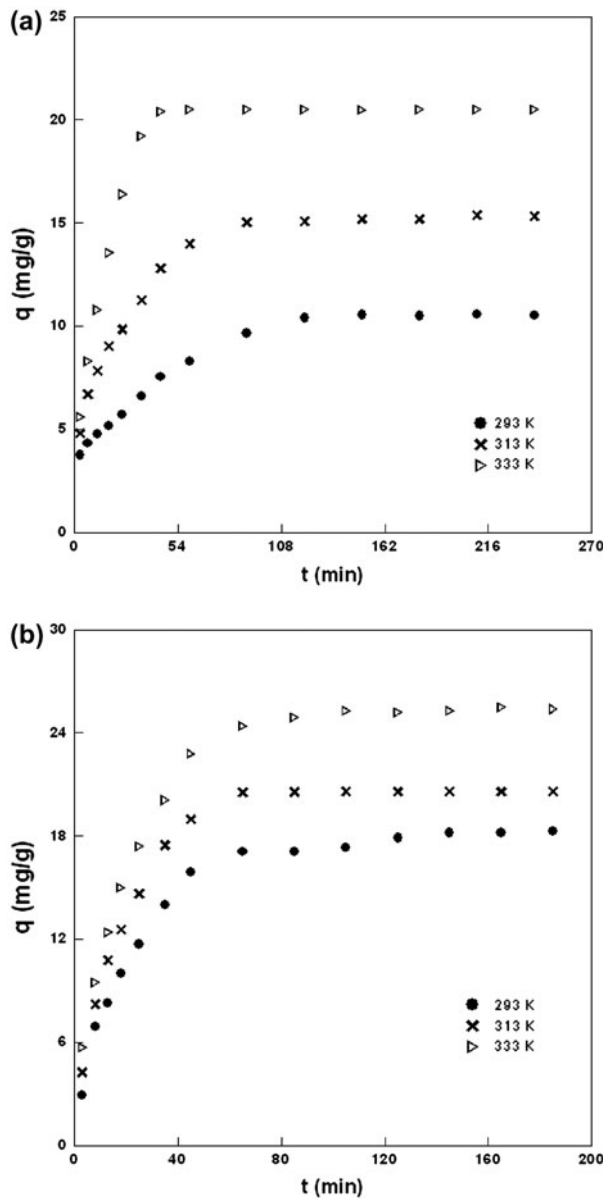 (a)
25
20
15
10
5
0
q (mg/g)
293 K
313 K
333 K
0 54 108 162 216 270
t (min)
(b)
30
24
18
12
6
0
q (mg/g)
293 K
313 K
333 K
0 40 80 120 160 200
t (min)